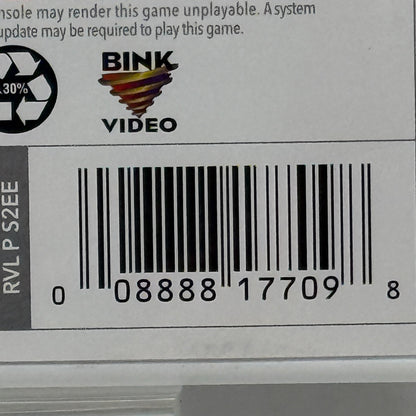 nsole may render this game unplayable. A system
update may be required to play this game.
30%
BINK
VIDEO
RVL P S2EE
0 08888 17709 8